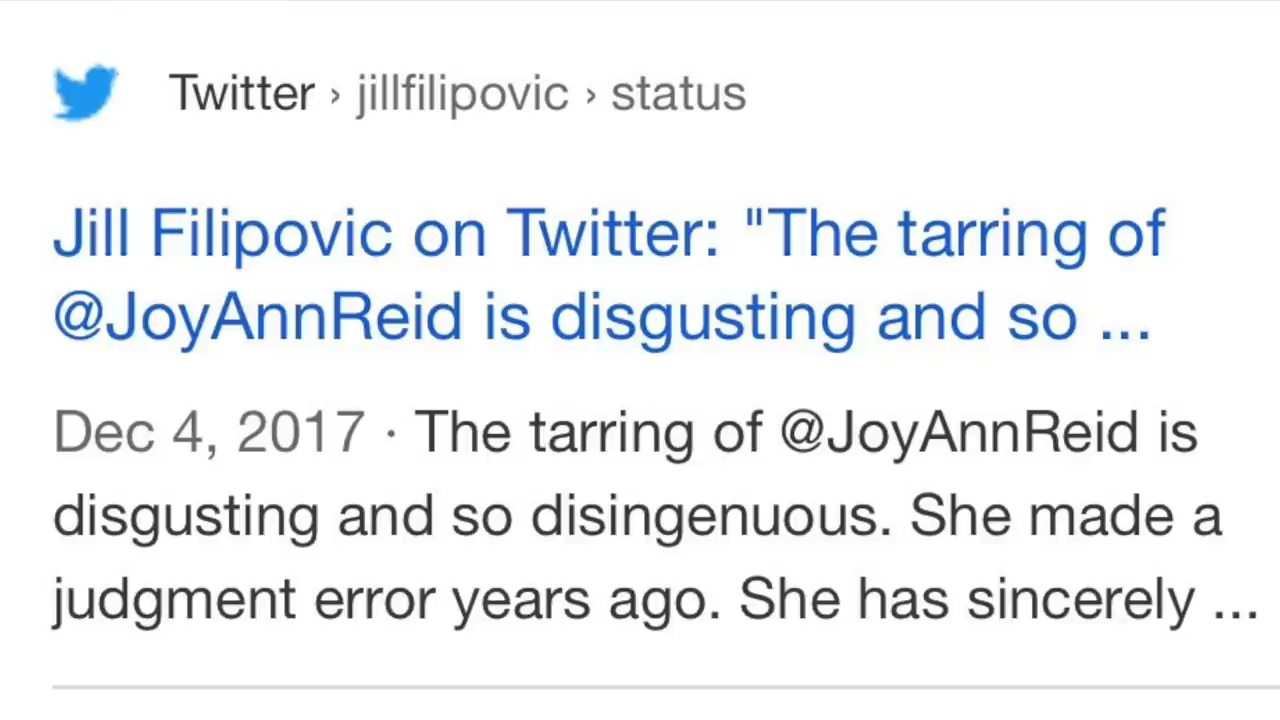 Twitter › jillfilipovic › status
Jill Filipovic on Twitter: "The tarring of
@JoyAnnReid is disgusting and so ...
Dec 4, 2017 · The tarring of @JoyAnnReid is
disgusting and so disingenuous. She made a
judgment error years ago. She has sincerely ...